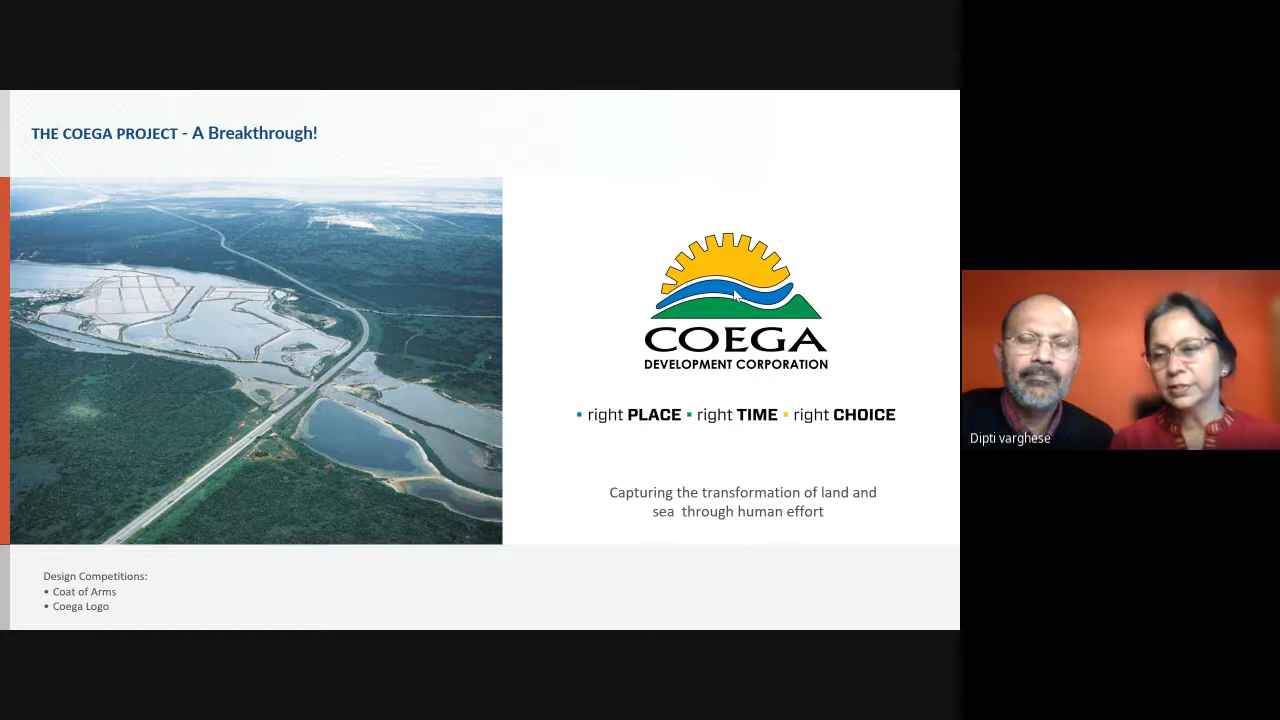 THE COEGA PROJECT - A Breakthrough!
COEGA
DEVELOPMENT CORPORATION
▪ right PLACE ▪ right TIME ▪ right CHOICE
Capturing the transformation of land and
sea through human effort
Dipti varghese
Design Competitions:
• Coat of Arms
• Coega Logo